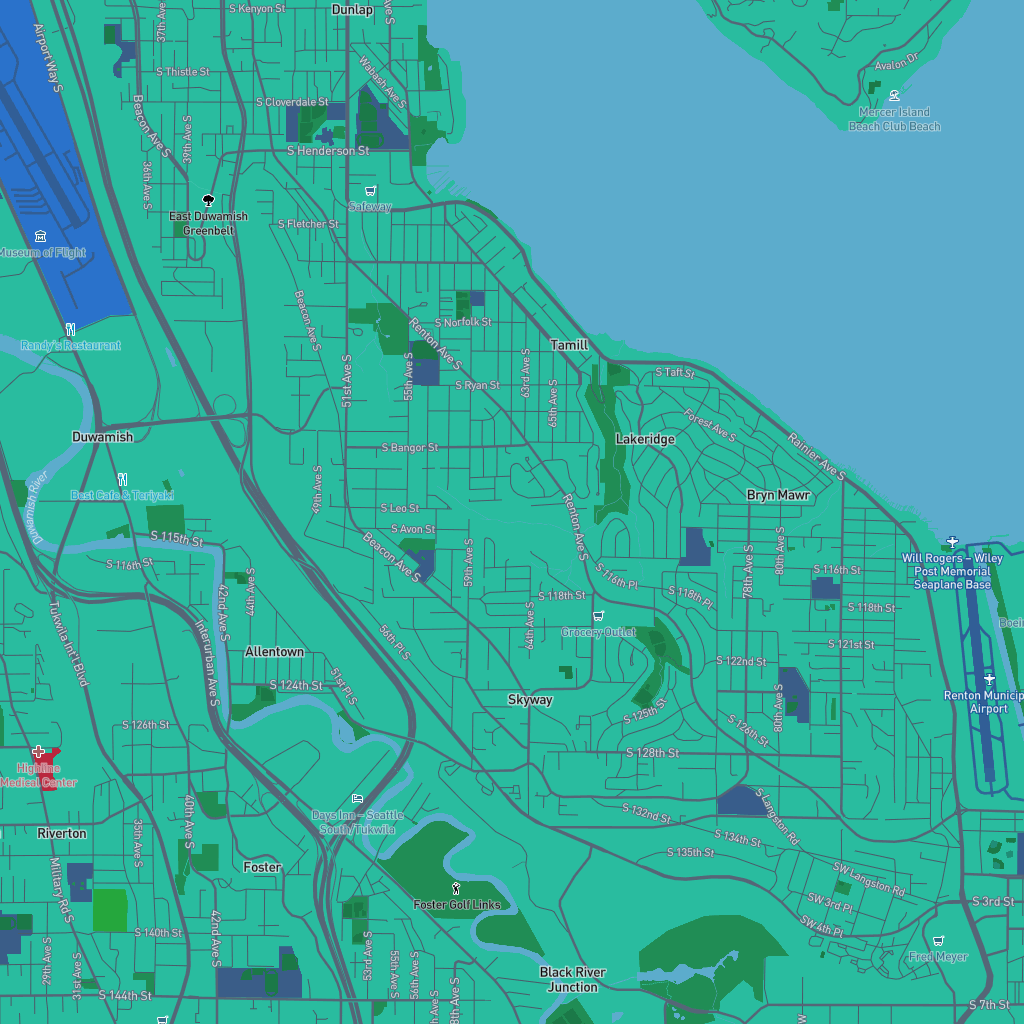 S Kenyon St
Dunlap
Ave S
37th Ave
Airport Way S
S Thistle St
Wabash Ave S
Avalon Dr
S Cloverdale St
Mercer Island
Beach Club Beach
Beacon Ave S
39th Ave S
S Henderson St
36th Ave S
Safeway
East Duwamish
Greenbelt
S Fletcher St
Museum of Flight
Beacon Ave S
S Norfolk St
Renton Ave S
Randy's Restaurant
Tamill
51st Ave S
55th Ave S
63rd Ave S
65th Ave S
S Ryan St
S Taft St
Forest Ave S
Rainier Ave S
Duwamish
S Bangor St
Lakeridge
Best Cafe & Teriyaki
Duwamish River
49th Ave S
Bryn Mawr
S Leo St
S Avon St
Renton Ave S
S 115th St
S 116th St
Beacon Ave S
59th Ave S
78th Ave S
80th Ave S
Will Rogers – Wiley
Post Memorial
Seaplane Base
S 116th Pl
S 116th St
S 118th St
S 118th Pl
S 118th St
42nd Ave S
44th Ave S
Tukwila Int'l Blvd
Interurban Ave S
56th Pl S
64th Ave S
Grocery Outlet
S 121st St
Allentown
S 122nd St
S 124th St
51st Pl S
Skyway
80th Ave S
Renton Municip
Airport
S 125th St
S 126th St
S 126th St
S 128th St
Highline
Medical Center
Days Inn – Seattle
South/Tukwila
S 132nd St
S Langston Rd
Riverton
40th Ave S
35th Ave S
S 134th St
S 135th St
Foster
Military Rd S
SW Langston Rd
Foster Golf Links
SW 3rd Pl
S 3rd St
SW 4th Pl
S 140th St
42nd Ave S
29th Ave S
31st Ave S
53rd Ave S
55th Ave S
56th Ave S
Fred Meyer
Black River
Junction
S 144th St
S 7th St